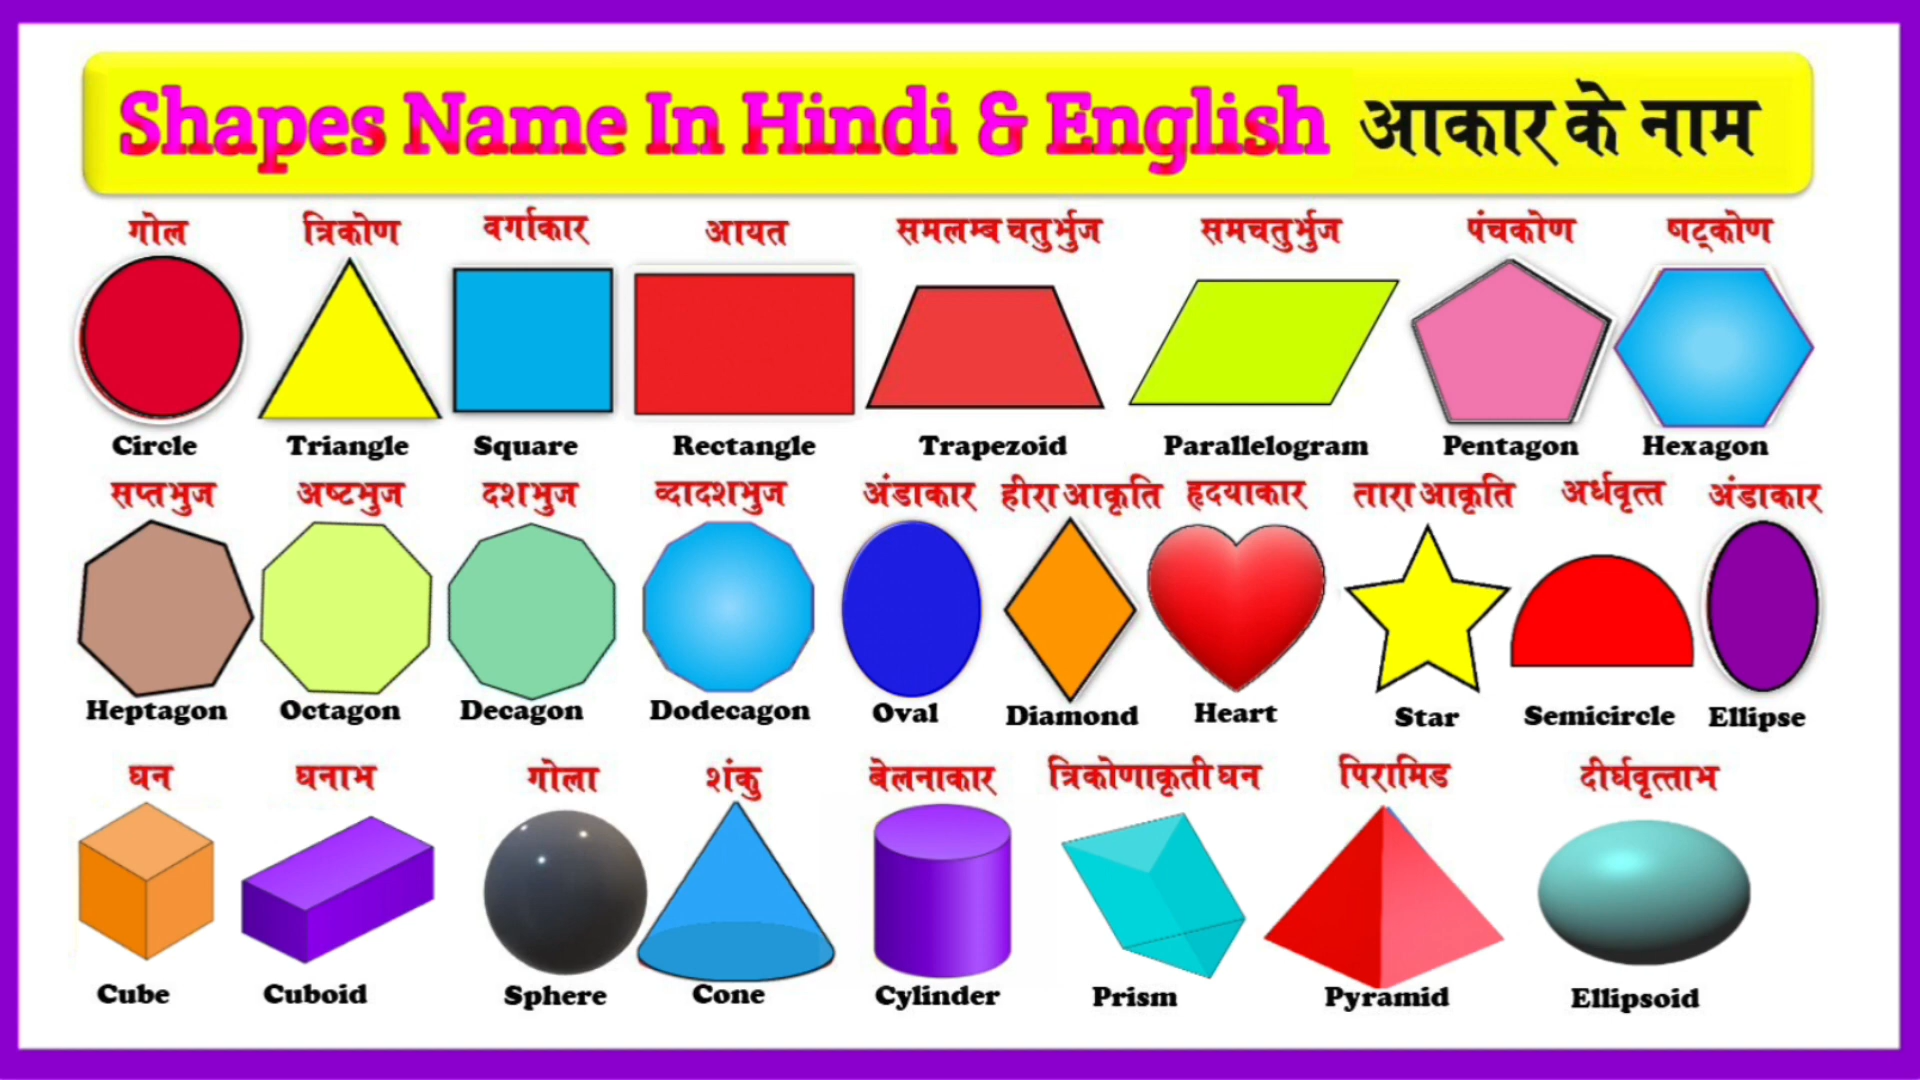 Shapes Name In Hindi & English आकार के नाम
गोल त्रिकोण वर्गाकार आयत समलम्ब चतुर्भुज समचतुर्भुज पंचकोण षट्कोण
Circle Triangle Square Rectangle Trapezoid Parallelogram Pentagon Hexagon
सप्तभुज अष्टभुज दशभुज व्दादशभुज अंडाकार हीरा आकृति हृदयाकार तारा आकृति अर्धवृत्त अंडाकार
Heptagon Octagon Decagon Dodecagon Oval Diamond Heart Star Semicircle Ellipse
घन घनाभ गोला शंकु बेलनाकार त्रिकोणाकृती घन पिरामिड दीर्घवृत्ताभ
Cube Cuboid Sphere Cone Cylinder Prism Pyramid Ellipsoid